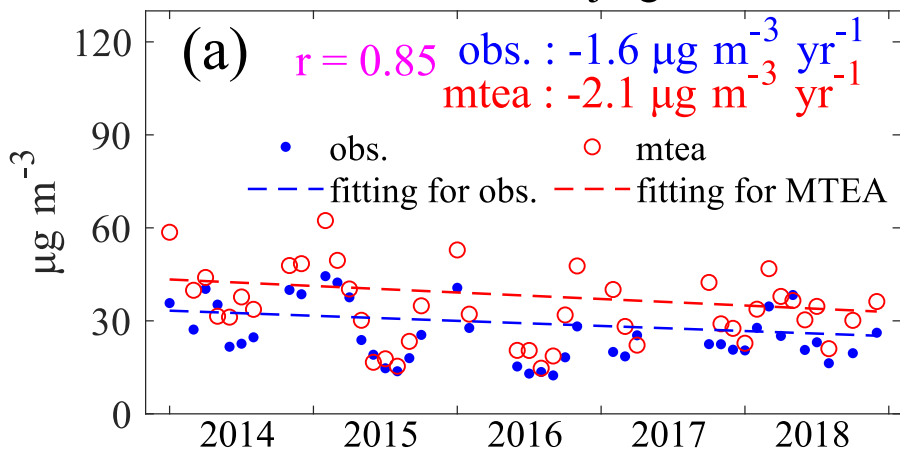 (a)
r = 0.85
obs. : -1.6 μg m⁻³ yr⁻¹
mtea : -2.1 μg m⁻³ yr⁻¹
obs. mtea
fitting for obs. fitting for MTEA
μg m⁻³
120
90
60
30
0
2014 2015 2016 2017 2018